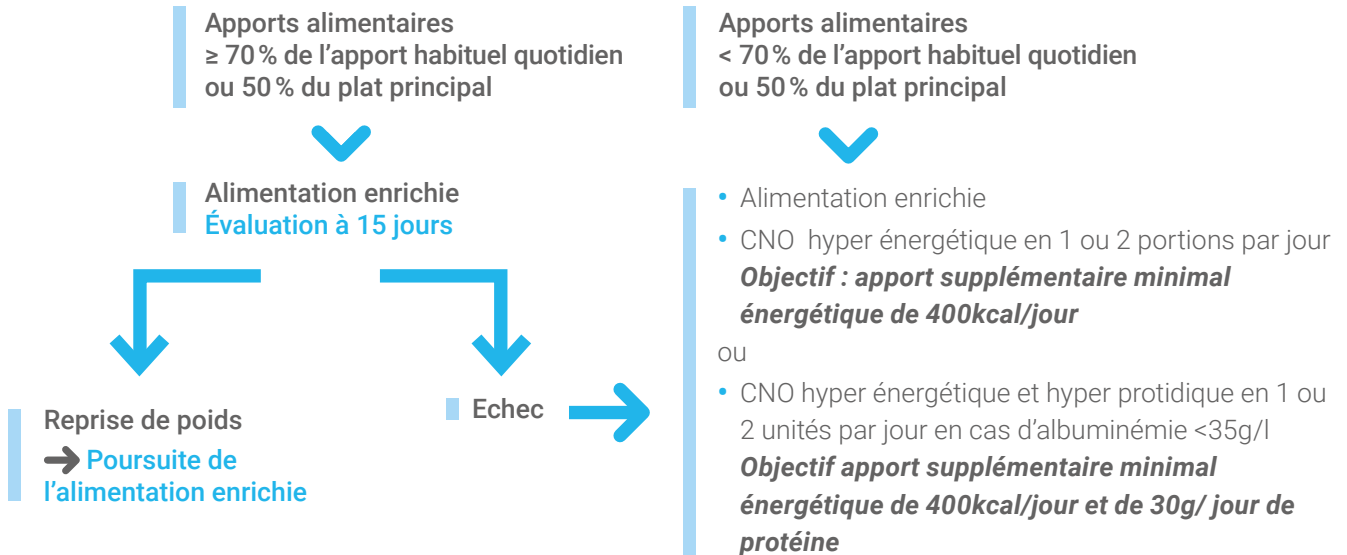 Apports alimentaires
≥ 70 % de l’apport habituel quotidien
ou 50 % du plat principal
Alimentation enrichie
Évaluation à 15 jours
Reprise de poids
➔ Poursuite de
l’alimentation enrichie
Echec
Apports alimentaires
< 70 % de l’apport habituel quotidien
ou 50 % du plat principal
• Alimentation enrichie
• CNO hyper énergétique en 1 ou 2 portions par jour
Objectif : apport supplémentaire minimal
énergétique de 400kcal/jour
ou
• CNO hyper énergétique et hyper protidique en 1 ou
2 unités par jour en cas d’albuminémie <35g/l
Objectif apport supplémentaire minimal
énergétique de 400kcal/jour et de 30g/ jour de
protéine